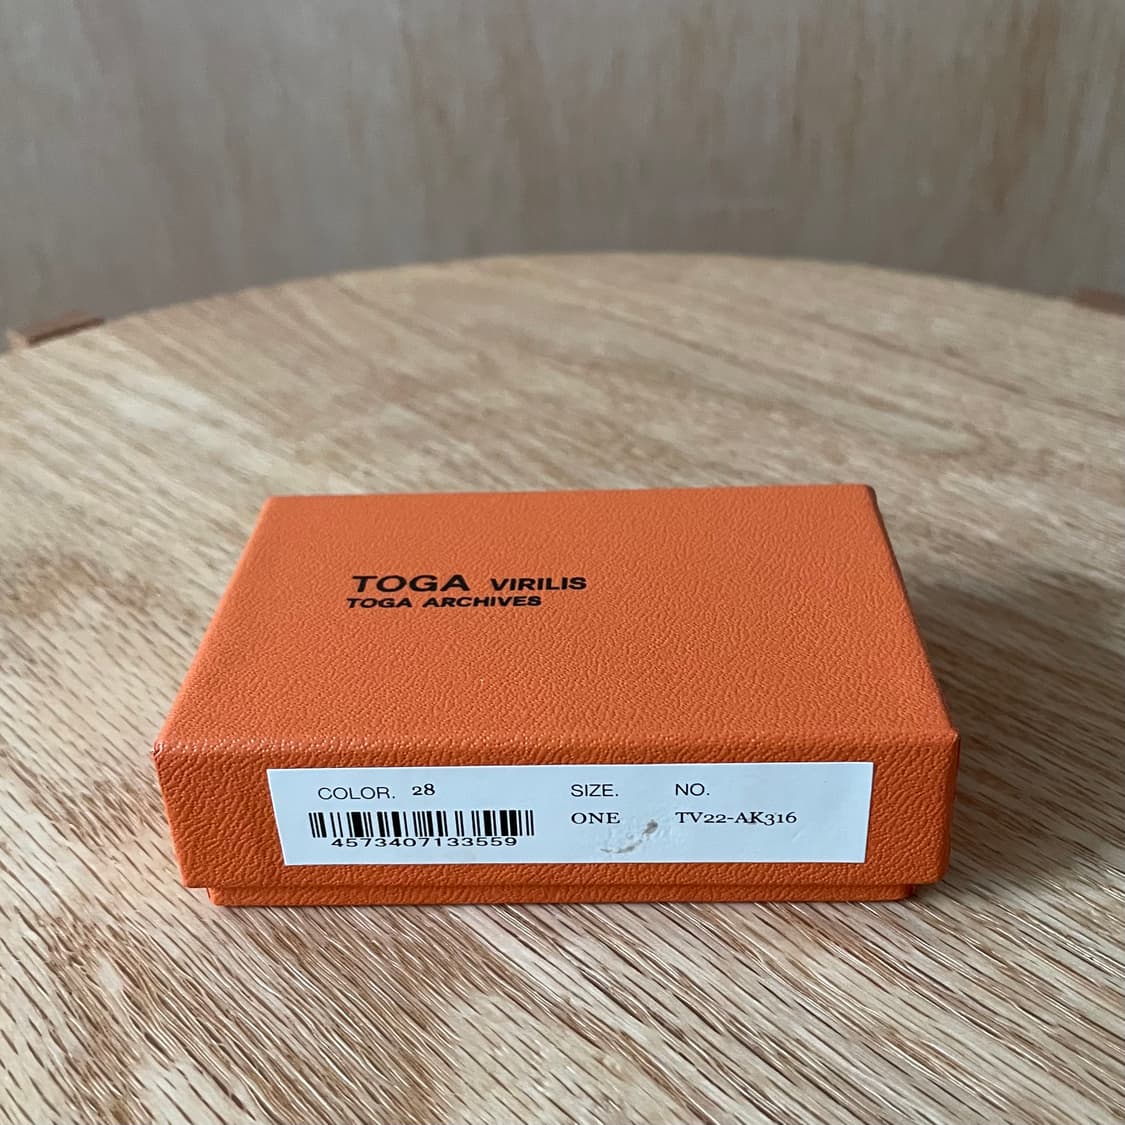 TOGA VIRILIS
TOGA ARCHIVES
COLOR. 28 SIZE. NO.
ONE TV22-AK316
4573407133559